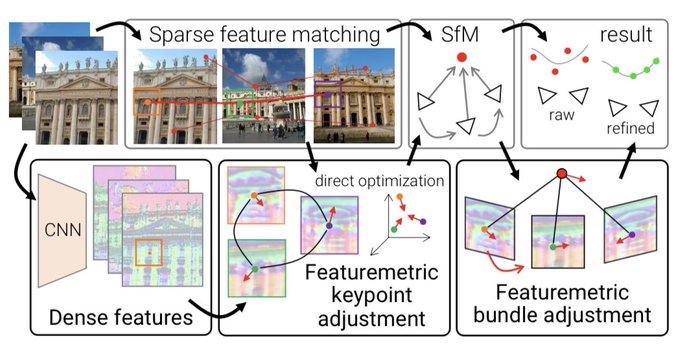 Sparse feature matching
SfM
result
raw
refined
CNN
Dense features
direct optimization
Featuremetric
keypoint
adjustment
Featuremetric
bundle adjustment